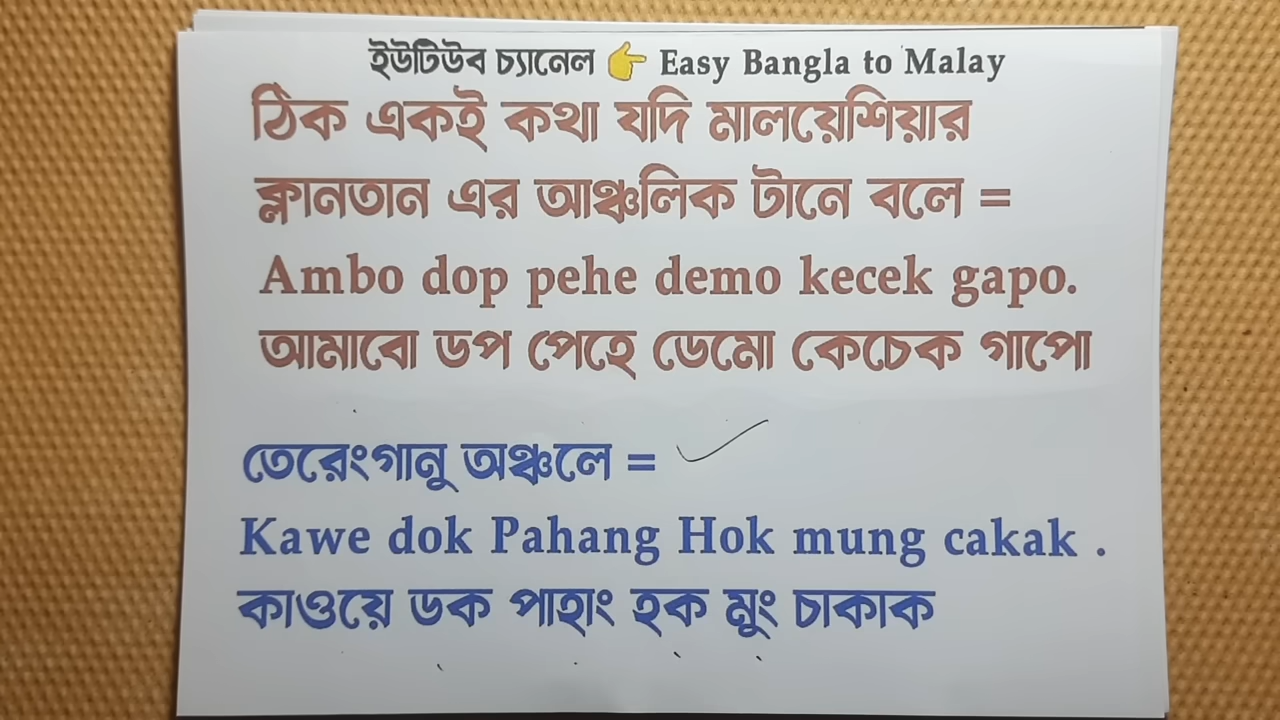 ইউটিউব চ্যানেল 👉 Easy Bangla to Malay
ঠিক একই কথা যদি মালয়েশিয়ার
ক্লানতান এর আঞ্চলিক টানে বলে =
Ambo dop pehe demo kecek gapo.
আমাবো ডপ পেহে ডেমো কেচেক গাপো
তেরেংগানু অঞ্চলে =
Kawe dok Pahang Hok mung cakak .
কাওয়ে ডক পাহাং হক মুং চাকাক